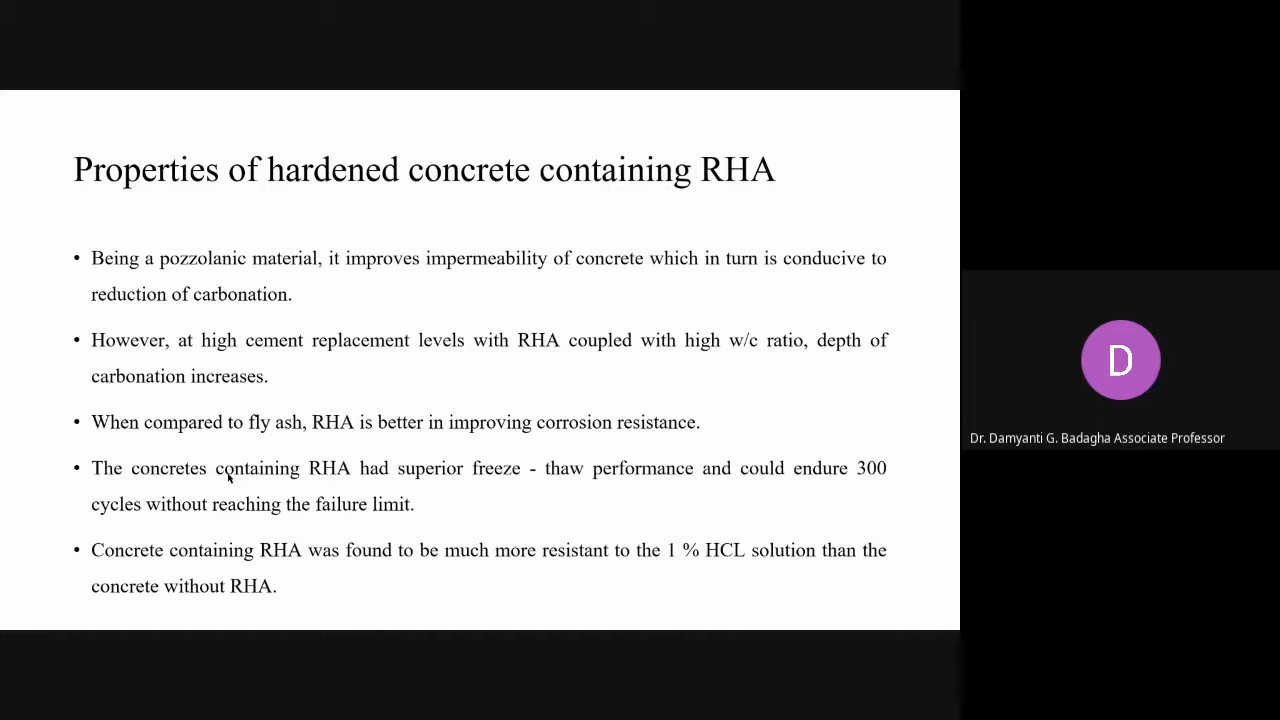 Properties of hardened concrete containing RHA
• Being a pozzolanic material, it improves impermeability of concrete which in turn is conducive to
reduction of carbonation.
• However, at high cement replacement levels with RHA coupled with high w/c ratio, depth of
carbonation increases.
• When compared to fly ash, RHA is better in improving corrosion resistance.
• The concretes containing RHA had superior freeze - thaw performance and could endure 300
cycles without reaching the failure limit.
• Concrete containing RHA was found to be much more resistant to the 1 % HCL solution than the
concrete without RHA.
D
Dr. Damyanti G. Badagha Associate Professor